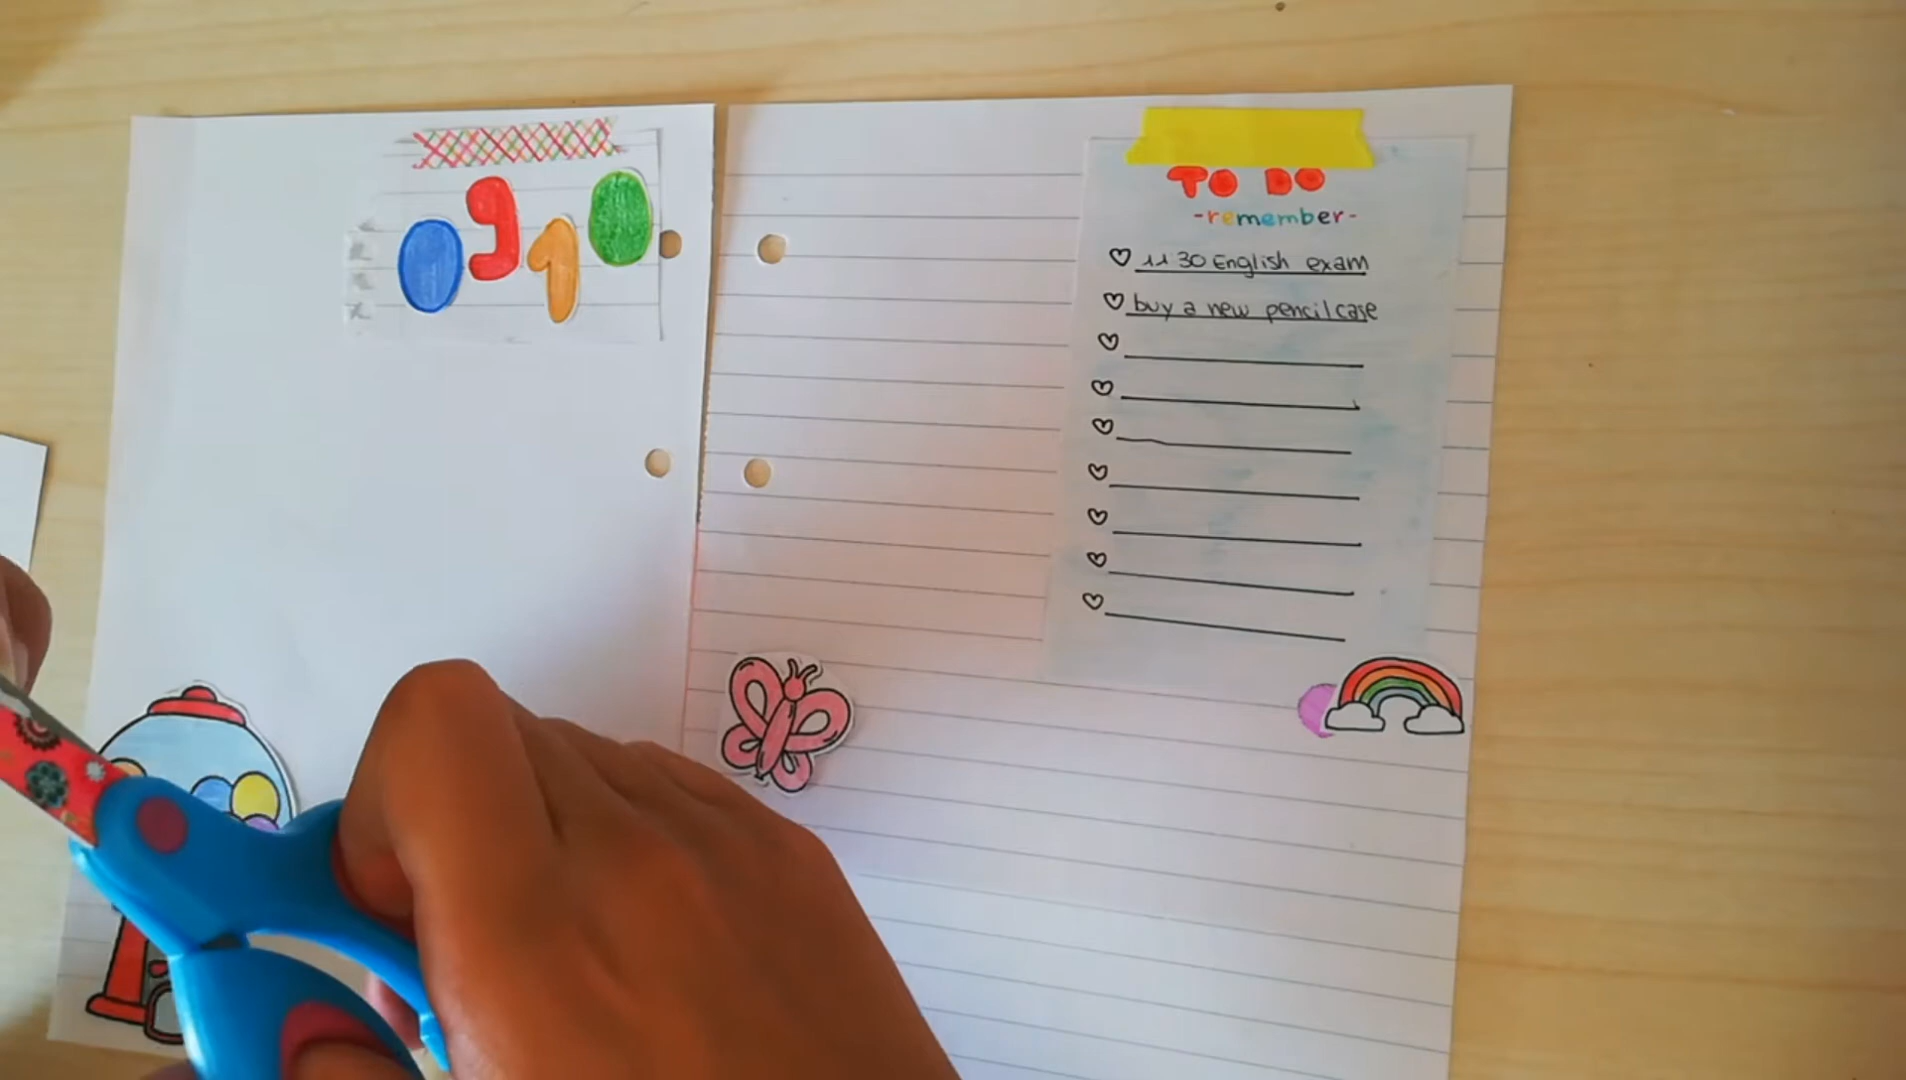 0910
TO DO
-remember-
11 30 English exam
buy a new pencilcase